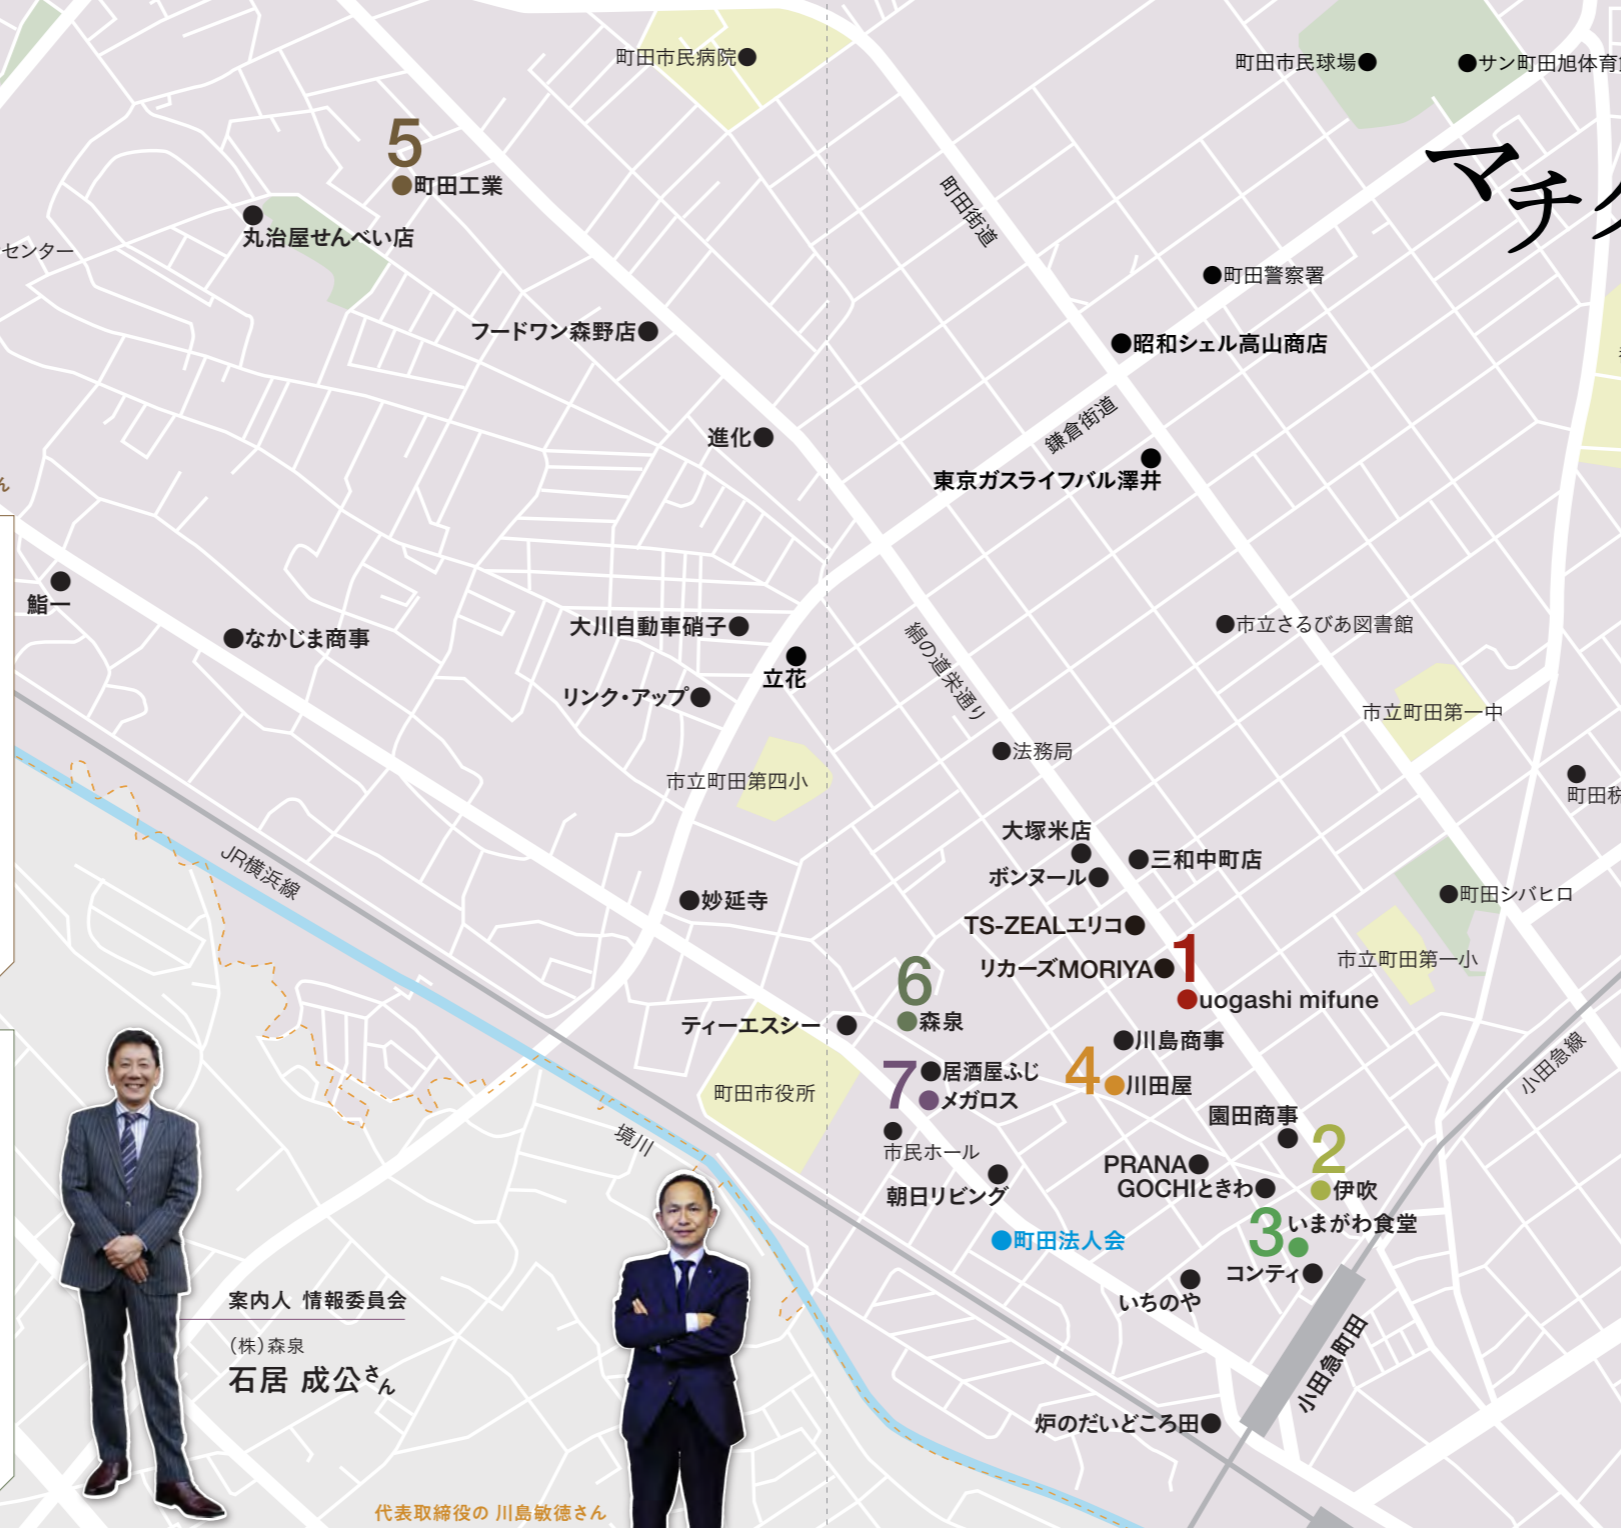 町田市民病院
町田市民球場
サン町田旭体育
マチ
5
町田工業
丸治屋せんべい店
センター
町田街道
町田警察署
フードワン森野店
昭和シェル高山商店
鎌倉街道
進化
東京ガスライフバル澤井
ん
鮨一
なかじま商事
大川自動車硝子
立花
リンク・アップ
絹の道栄通り
市立さるびあ図書館
市立町田第一中
法務局
市立町田第四小
町田税
大塚米店
三和中町店
ボンヌール
JR横浜線
妙延寺
町田シバヒロ
TS-ZEALエリコ
市立町田第一小
リカーズMORIYA
1
uogashi mifune
6
森泉
ティーエスシー
川島商事
小田急線
7
居酒屋ふじ
メガロス
4
川田屋
町田市役所
園田商事
境川
市民ホール
2
伊吹
PRANA
GOCHIときわ
朝日リビング
3
いまがわ食堂
町田法人会
コンティ
いちのや
小田急町田
案内人 情報委員会
(株)森泉
石居 成公さん
炉のだいどころ田
代表取締役の 川島敏德さん